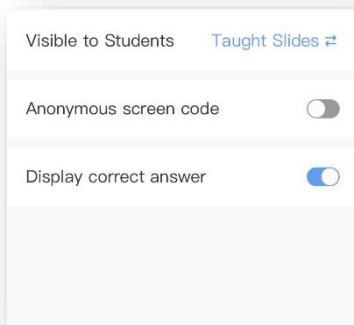 Visible to Students Taught Slides ⇄
Anonymous screen code
Display correct answer